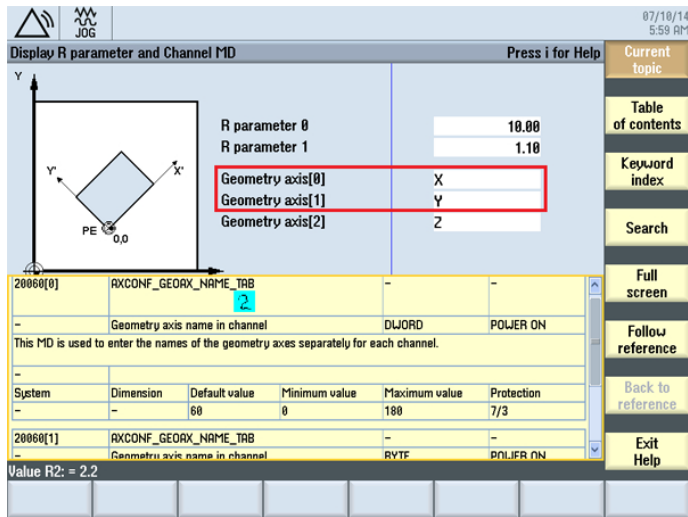 07/10/14
JOG
5:59 AM
Display R parameter and Channel MD Press i for Help
Current topic
Y
R parameter 0 10.00
R parameter 1 1.10
Y' X'
Geometry axis[0] X
Geometry axis[1] Y
Geometry axis[2] Z
PE 0,0
Table of contents
Keyword index
Search
Full screen
Follow reference
Back to reference
Exit Help
20060[0] AXCONF_GEOAX_NAME_TAB - -
2
- Geometry axis name in channel DWORD POWER ON
This MD is used to enter the names of the geometry axes separately for each channel.
-
System Dimension Default value Minimum value Maximum value Protection
- - 60 0 180 7/3
20060[1] AXCONF_GEOAX_NAME_TAB - -
- Geometry axis name in channel BYTE POWER ON
Value R2: = 2.2